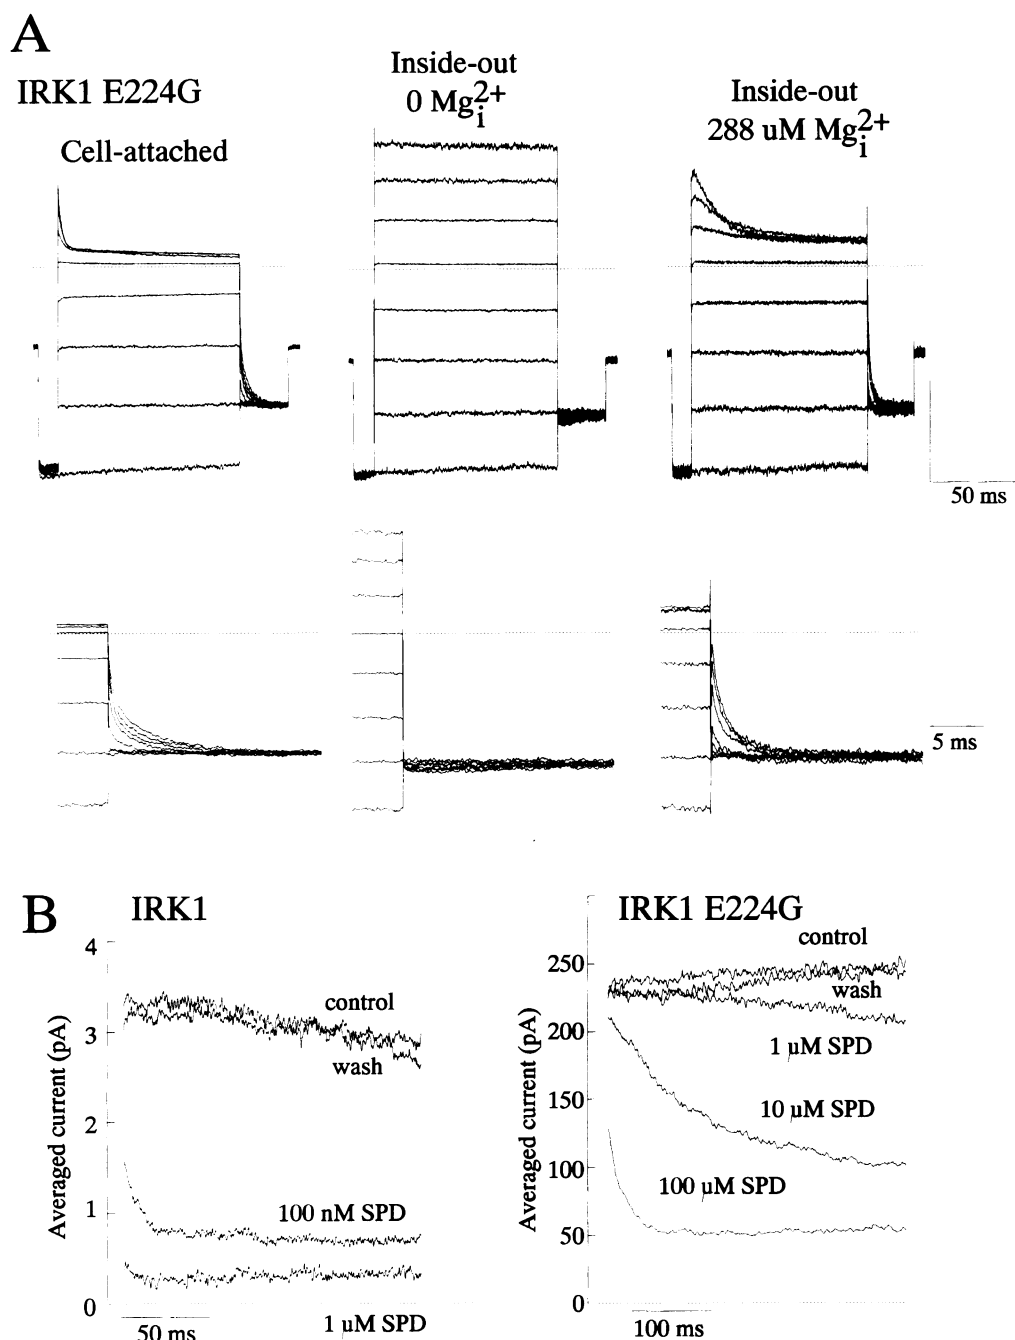 A
IRK1 E224G
Cell-attached
Inside-out
0 Mg2+i
Inside-out
288 uM Mg2+i
50 ms
5 ms
B
IRK1
4
3
2
1
0
Averaged current (pA)
control
wash
100 nM SPD
1 uM SPD
50 ms
IRK1 E224G
250
200
150
100
50
0
Averaged current (pA)
control
wash
1 µM SPD
10 µM SPD
100 µM SPD
100 ms